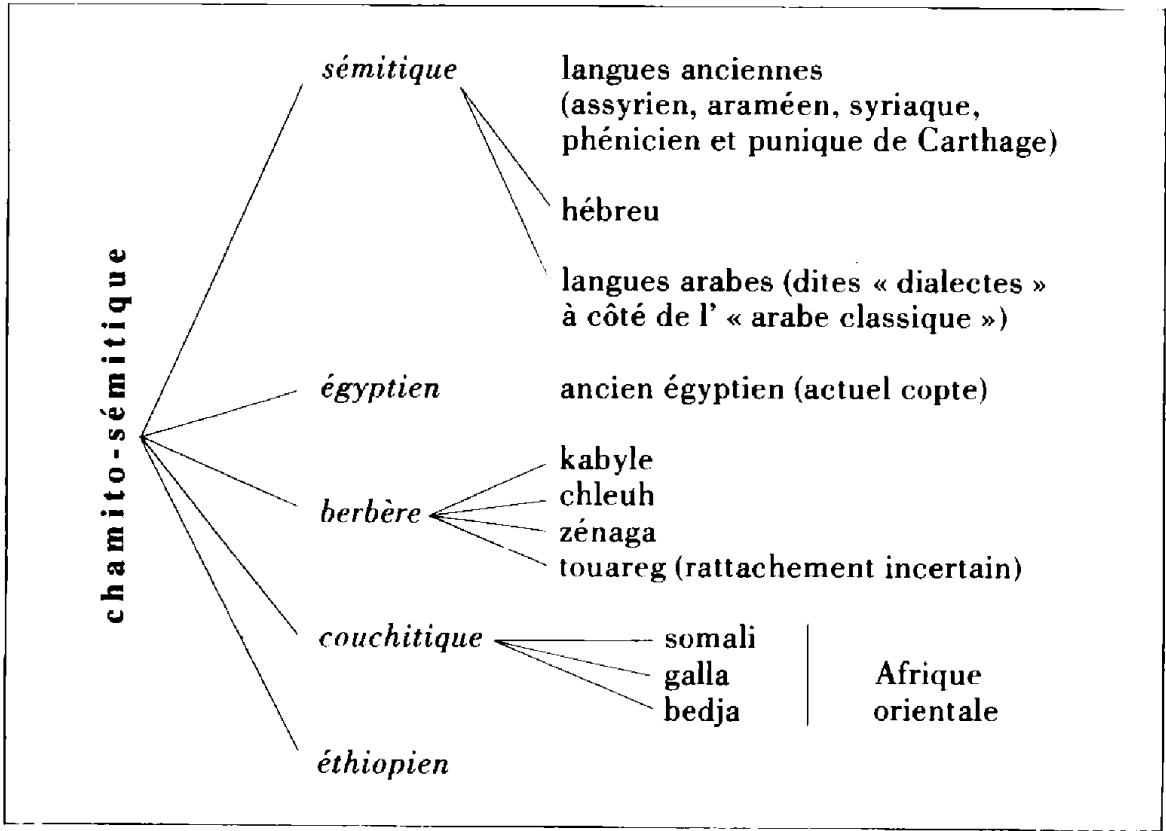 chamito-sémitique
sémitique
langues anciennes
(assyrien, araméen, syriaque,
phénicien et punique de Carthage)
hébreu
langues arabes (dites « dialectes »
à côté de l' « arabe classique »)
égyptien
ancien égyptien (actuel copte)
berbère
kabyle
chleuh
zénaga
touareg (rattachement incertain)
couchitique
somali
galla
bedja
Afrique
orientale
éthiopien